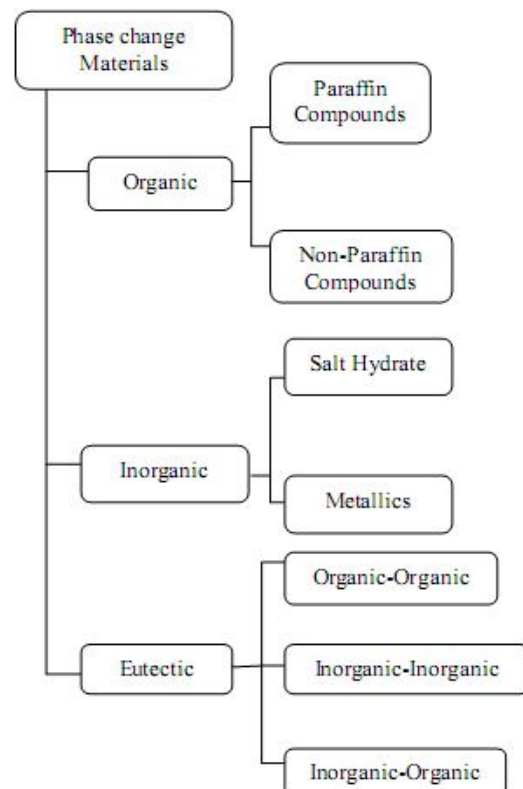 Phase change
Materials
Paraffin
Compounds
Organic
Non-Paraffin
Compounds
Salt Hydrate
Inorganic
Metallics
Organic-Organic
Eutectic
Inorganic-Inorganic
Inorganic-Organic